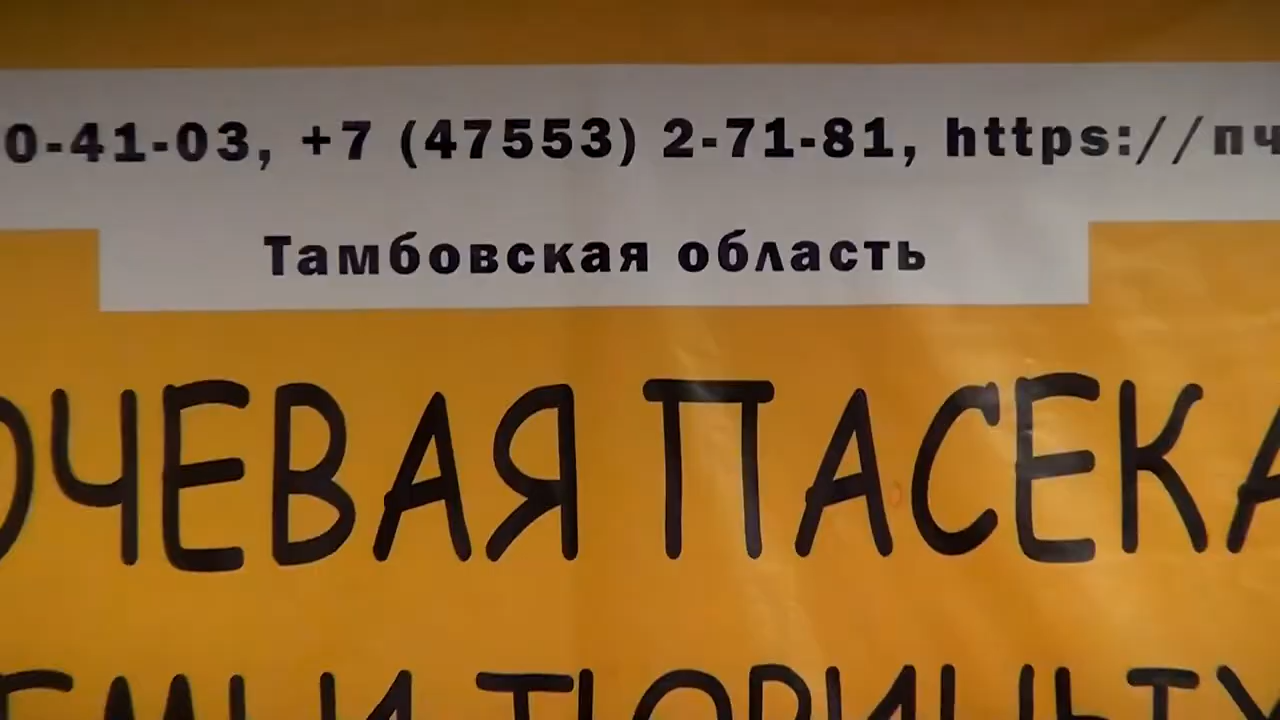 0-41-03, +7 (47553) 2-71-81, https://пч
Тамбовская область
ОЧЕВАЯ ПАСЕКА